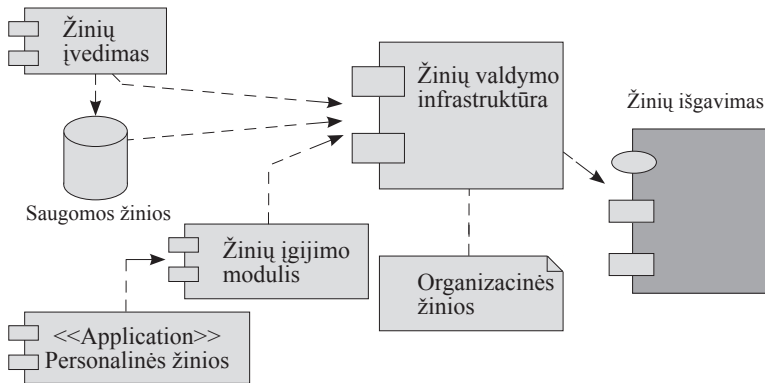 Žinių
įvedimas
Žinių valdymo
infrastruktūra
Žinių išgavimas
Saugomos žinios
Žinių įgijimo
modulis
Organizacinės
žinios
<<Application>>
Personalinės žinios